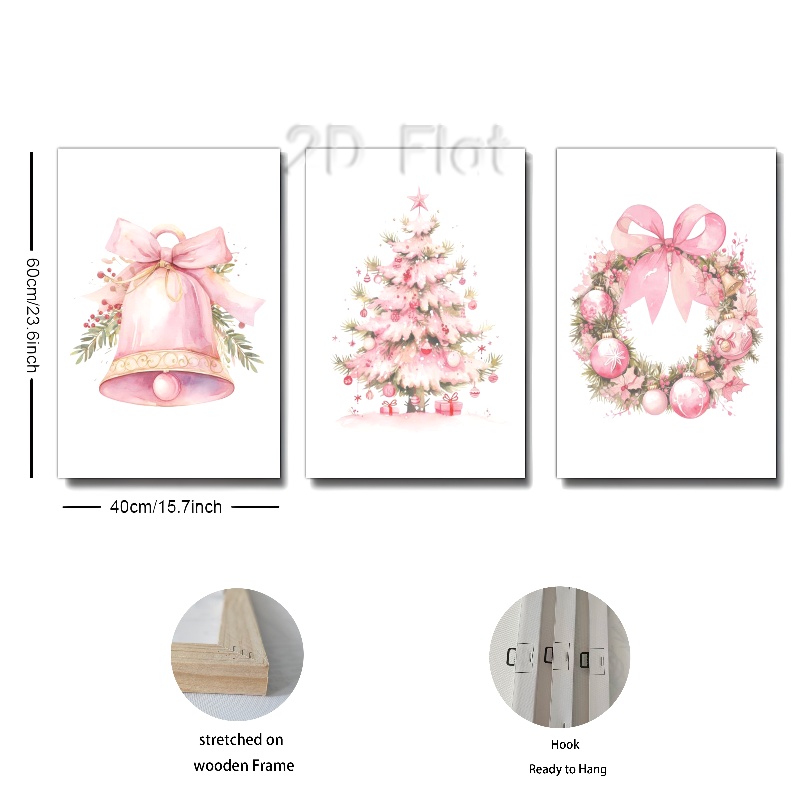 2D Flat
60cm/23.6inch
40cm/15.7inch
stretched on
wooden Frame
Hook
Ready to Hang